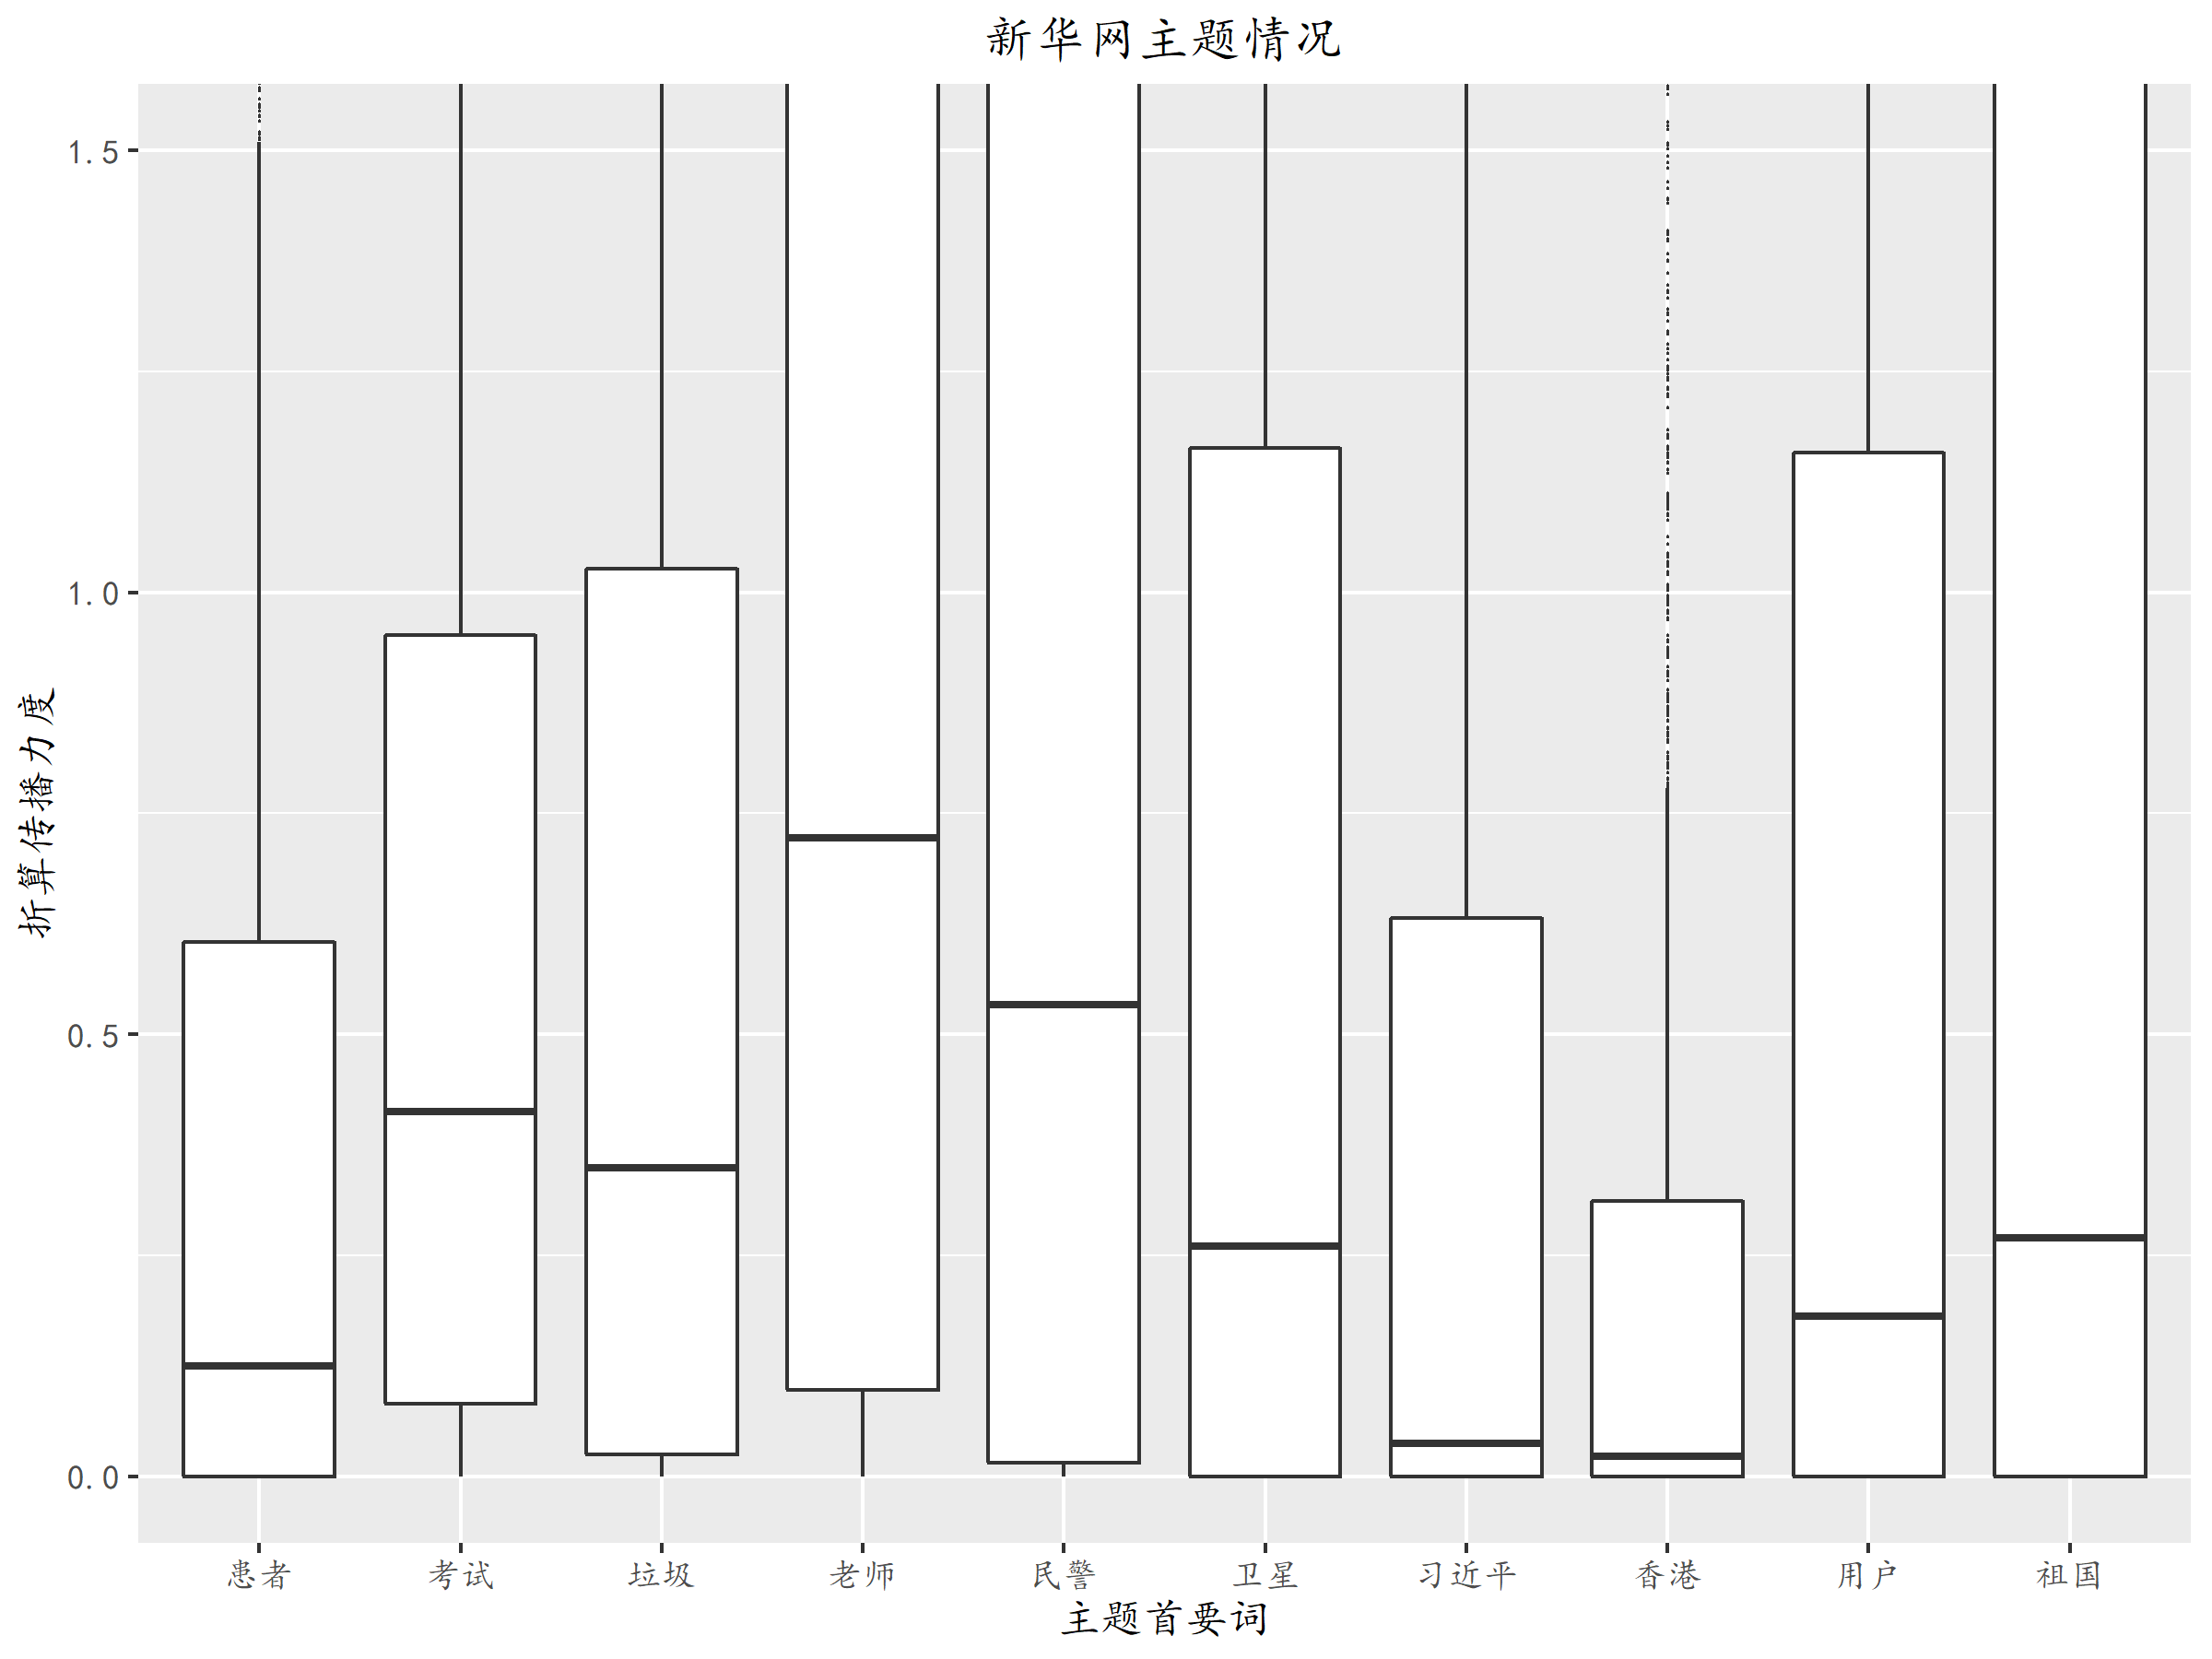 新华网主题情况
折算传播力度
1.5
1.0
0.5
0.0
患者 考试 垃圾 老师 民警 卫星 习近平 香港 用户 祖国
主题首要词